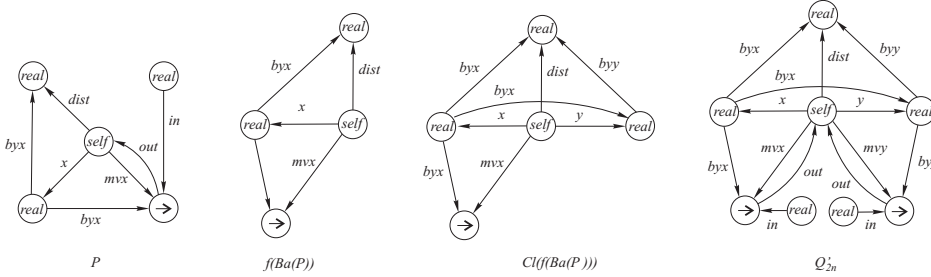 real
real
dist
in
byx
self
out
x
mvx
real
→
byx
P
real
byx
dist
x
real
self
mvx
→
f(Ba(P))
real
byx
byy
dist
byx
x
y
real
self
real
byx
mvx
→
Cl(f(Ba(P)))
real
byx
byy
byx
dist
x
self
y
real
real
byx
mvx
mvy
out
out
→
real
real
→
in
in
Q'2n